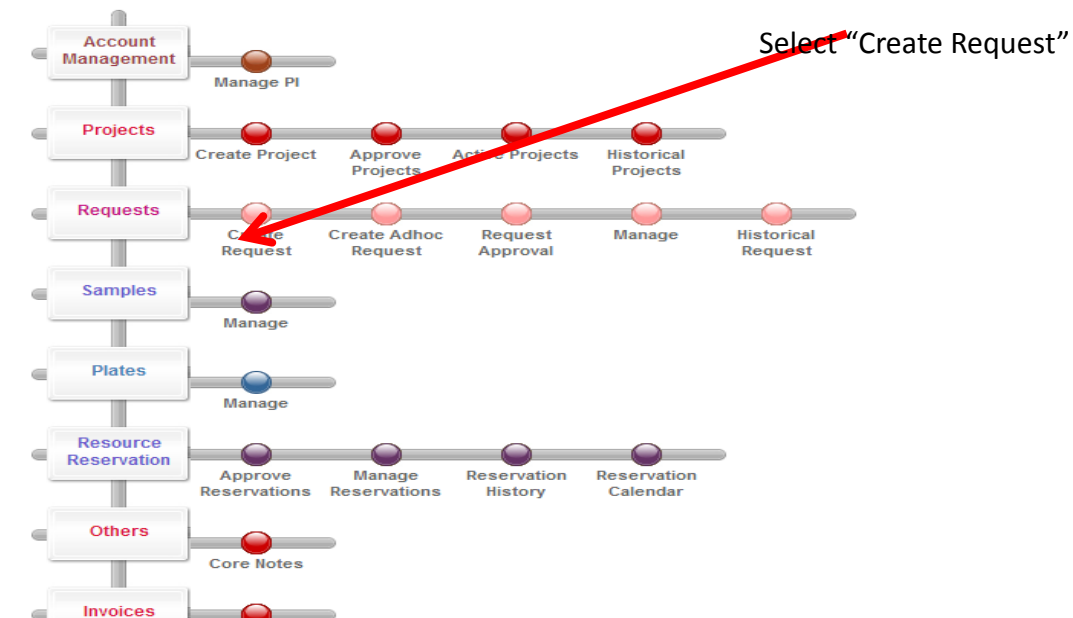 Select “Create Request”
Account
Management
Manage PI
Projects
Create Project
Approve
Projects
Active Projects
Historical
Projects
Requests
Create
Request
Create Adhoc
Request
Request
Approval
Manage
Historical
Request
Samples
Manage
Plates
Manage
Resource
Reservation
Approve
Reservations
Manage
Reservations
Reservation
History
Reservation
Calendar
Others
Core Notes
Invoices